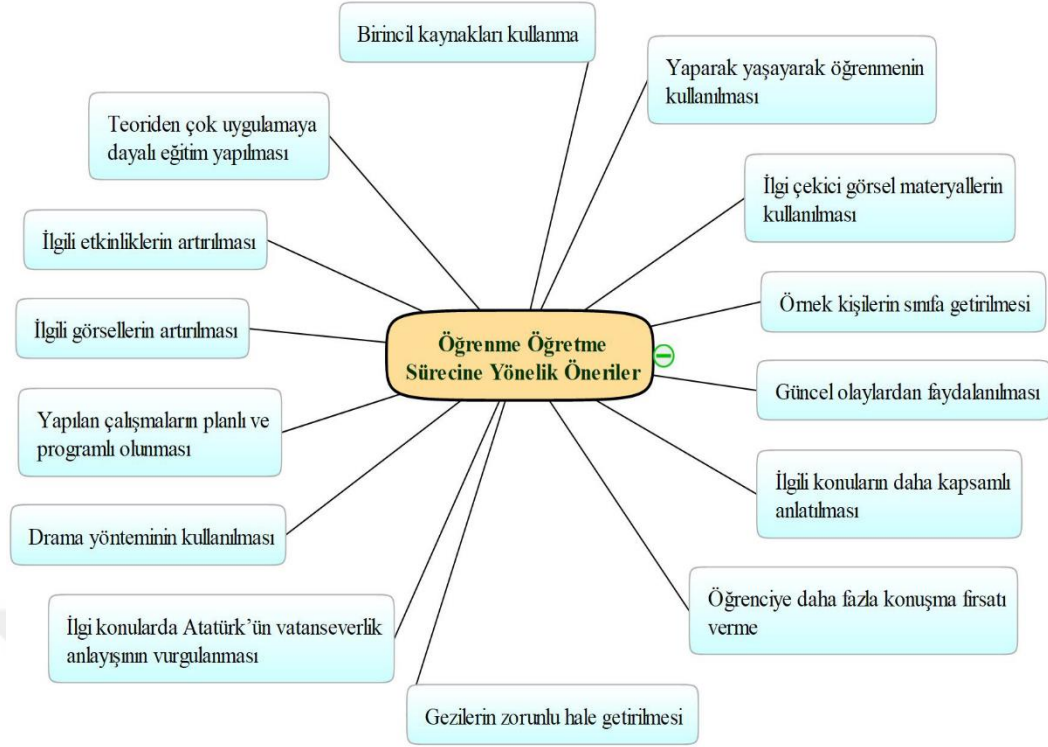 Birincil kaynakları kullanma
Yaparak yaşayarak öğrenmenin
kullanılması
Teoriden çok uygulamaya
dayalı eğitim yapılması
İlgi çekici görsel materyallerin
kullanılması
İlgili etkinliklerin artırılması
Örnek kişilerin sınıfa getirilmesi
İlgili görsellerin artırılması
Öğrenme Öğretme
Sürecine Yönelik Öneriler
Güncel olaylardan faydalanılması
Yapılan çalışmaların planlı ve
programlı olunması
İlgili konuların daha kapsamlı
anlatılması
Drama yönteminin kullanılması
Öğrenciye daha fazla konuşma fırsatı
verme
İlgi konularda Atatürk’ün vatanseverlik
anlayışının vurgulanması
Gezilerin zorunlu hale getirilmesi